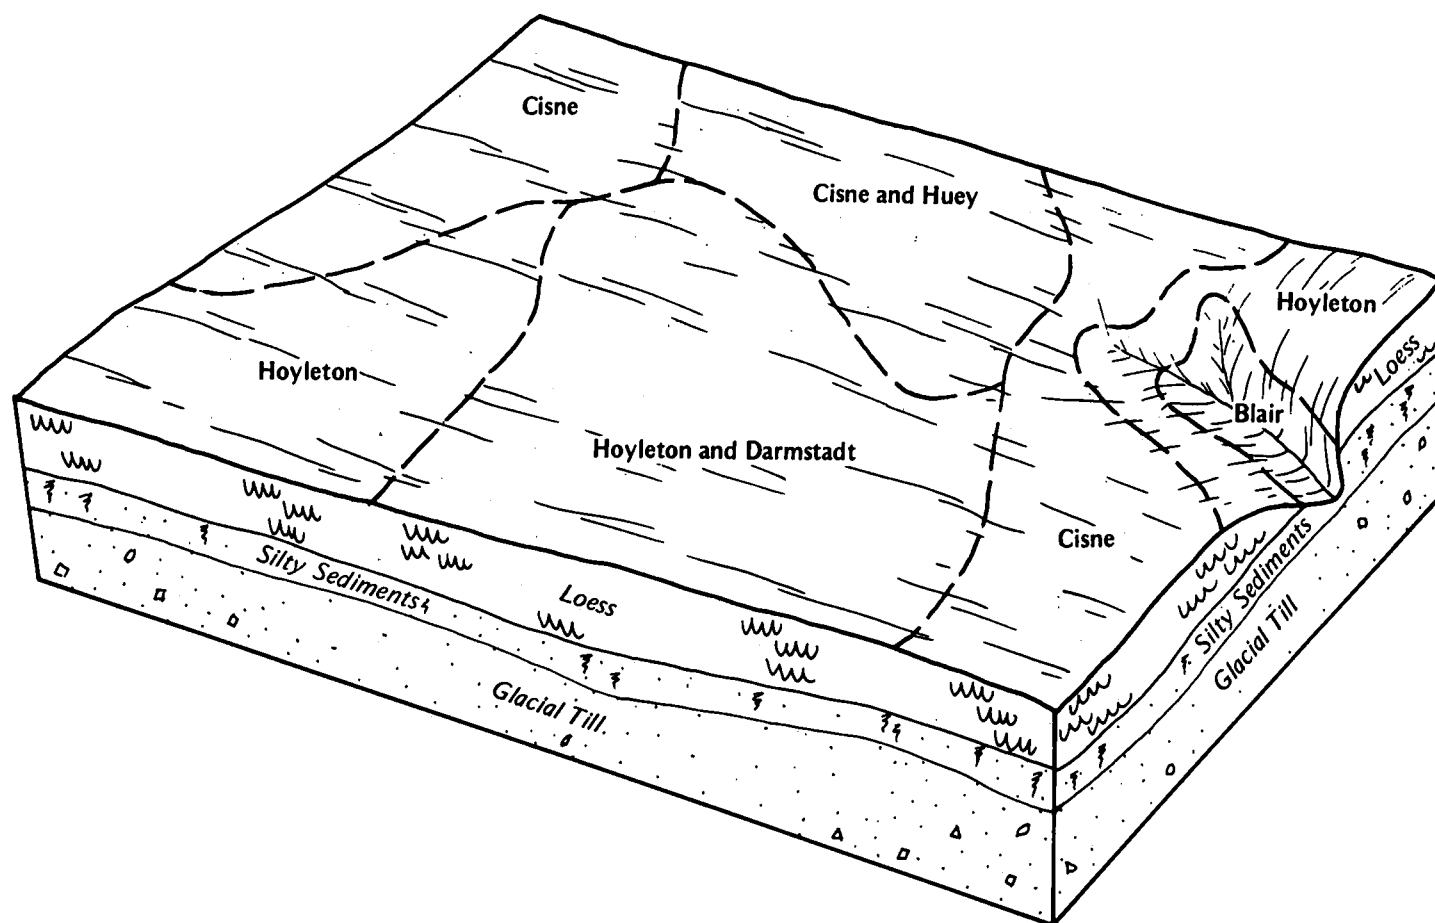 Cisne
Cisne and Huey
Hoyleton
Loess
Hoyleton
Blair
Hoyleton and Darmstadt
Cisne
Silty Sediments
Loess
Silty Sediments
Glacial Till
Glacial Till